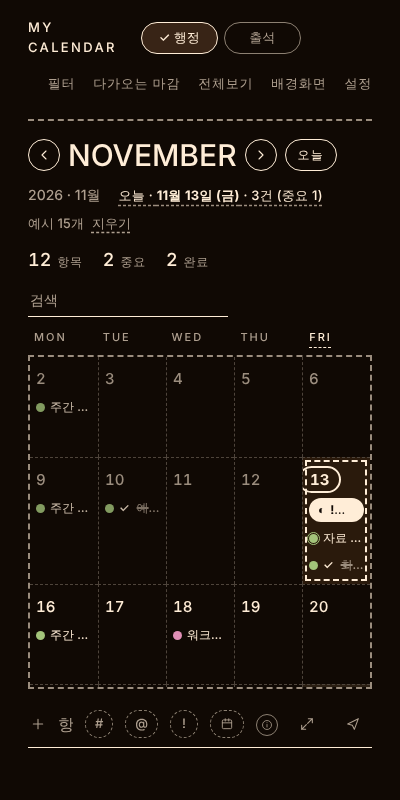 MY
CALENDAR
행정 출석
필터 다가오는 마감 전체보기 배경화면 설정
NOVEMBER 오늘
2026 · 11월 오늘 · 11월 13일 (금) · 3건 (중요 1)
예시 15개 지우기
12 항목 2 중요 2 완료
검색
MON TUE WED THU FRI
2 3 4 5 6
주간 ...
9 10 11 12 13
주간 ... 예... !...
자료 ...
회...
16 17 18 19 20
주간 ... 워크...
항 # @ !